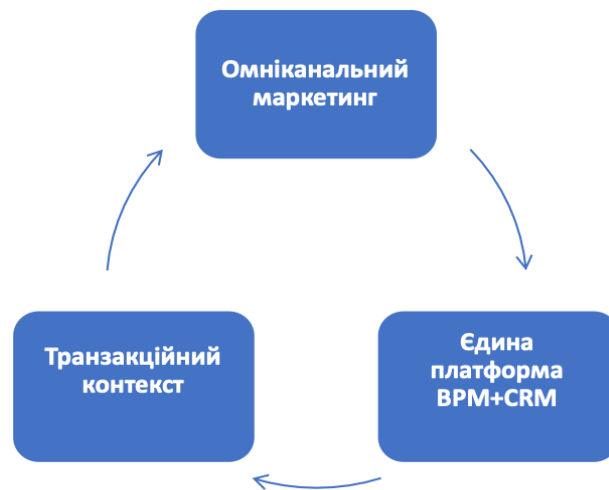 Омніканальний
маркетинг
Транзакційний
контекст
Єдина
платформа
BPM+CRM